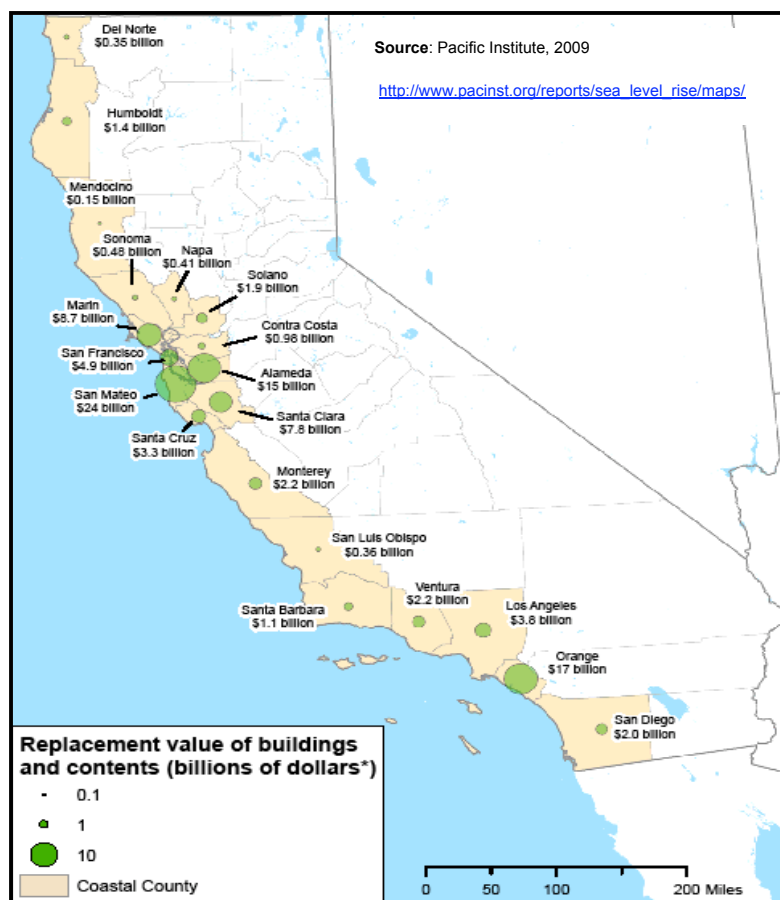 Del Norte
$0.35 billion
Source: Pacific Institute, 2009
http://www.pacinst.org/reports/sea_level_rise/maps/
Humboldt
$1.4 billion
Mendocino
$0.15 billion
Sonoma
$0.48 billion
Napa
$0.41 billion
Solano
$1.9 billion
Marin
$8.7 billion
Contra Costa
$0.98 billion
San Francisco
$4.9 billion
Alameda
$15 billion
San Mateo
$24 billion
Santa Clara
$7.8 billion
Santa Cruz
$3.3 billion
Monterey
$2.2 billion
San Luis Obispo
$0.36 billion
Ventura
$2.2 billion
Santa Barbara
$1.1 billion
Los Angeles
$3.8 billion
Orange
$17 billion
San Diego
$2.0 billion
Replacement value of buildings
and contents (billions of dollars*)
0.1
1
10
Coastal County
0 50 100 200 Miles